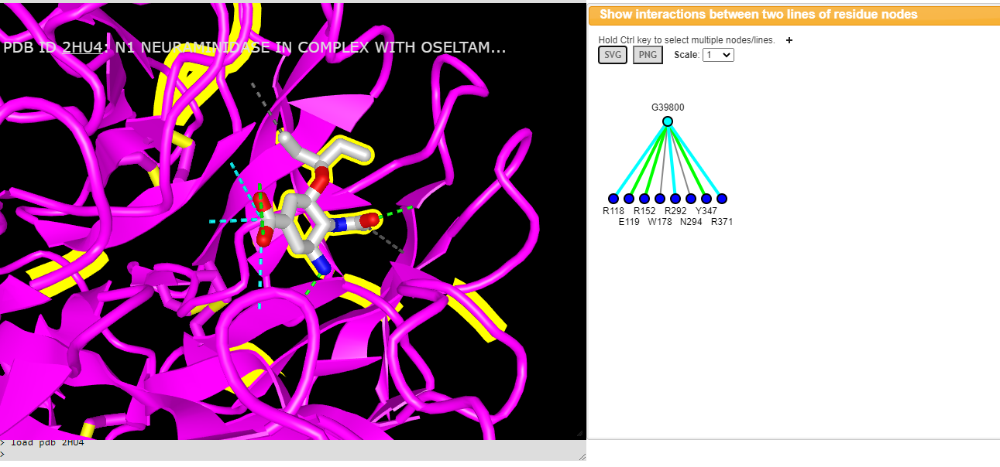 PDB ID 2HU4: N1 NEURAMINIDASE IN COMPLEX WITH OSELTAM...
> load pdb 2HU4
>
Show interactions between two lines of residue nodes
Hold Ctrl key to select multiple nodes/lines. +
SVG PNG Scale: 1
G39800
R118 R152 R292 Y347
E119 W178 N294 R371